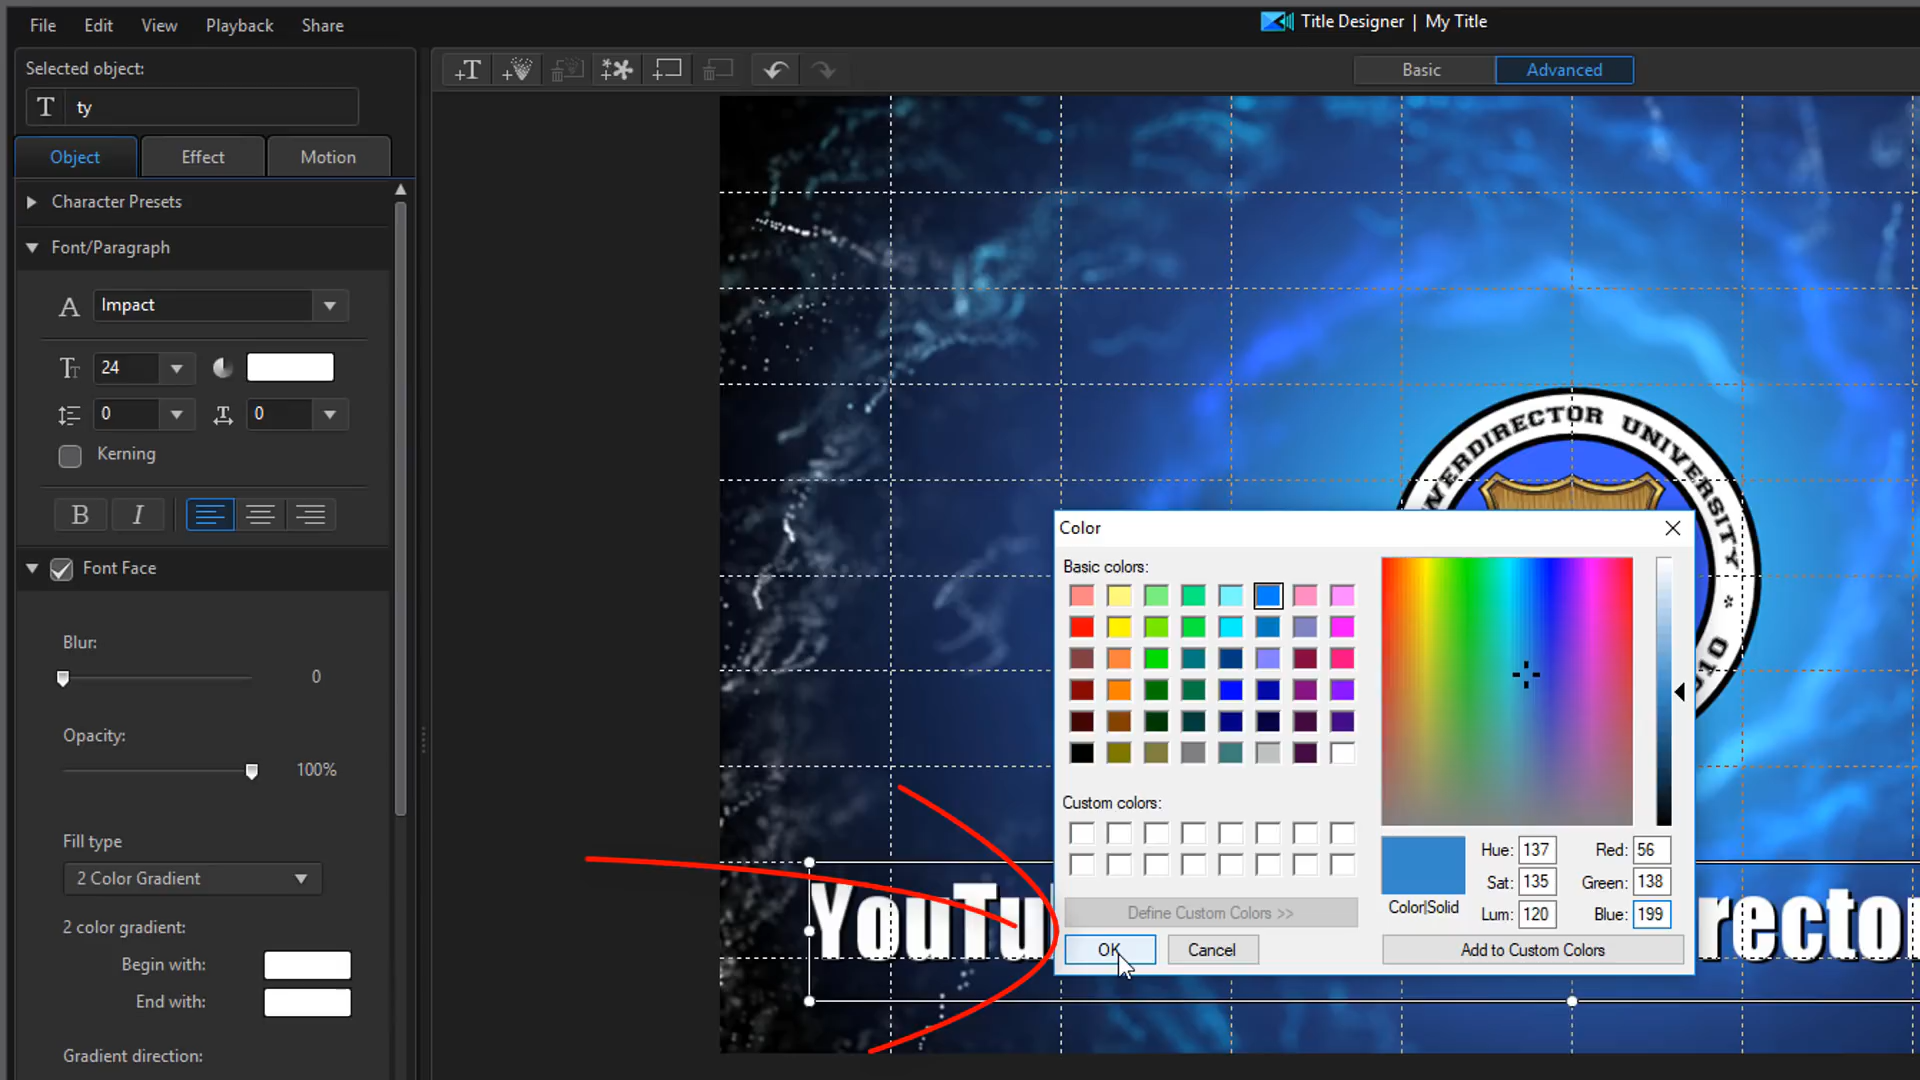 File Edit View Playback Share
Title Designer | My Title
Selected object:
T ty
Basic Advanced
Object Effect Motion
Character Presets
Font/Paragraph
A Impact
24
0 0
Kerning
B I
Font Face
Blur:
0
Opacity:
100%
Fill type
2 Color Gradient
2 color gradient:
Begin with:
End with:
Gradient direction:
ERDIRECTOR UNIVERSITY *
Color
Basic colors:
Custom colors:
Define Custom Colors >>
OK Cancel
Hue: 137 Red: 56
Sat: 135 Green: 138
Color|Solid
Lum: 120 Blue: 199
Add to Custom Colors
YouTu recto